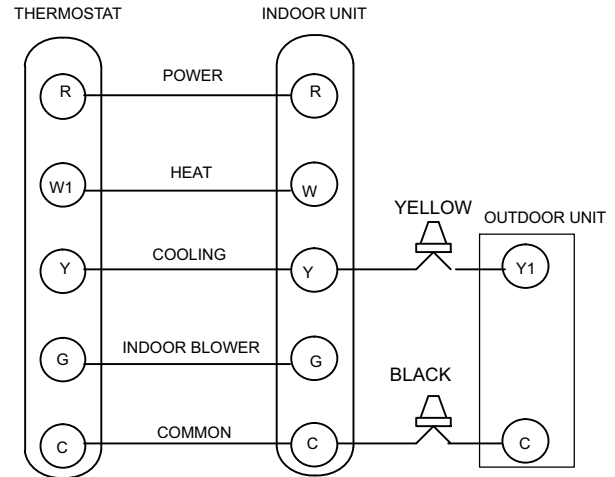 THERMOSTAT INDOOR UNIT
POWER
R R
HEAT
W1 W
YELLOW
OUTDOOR UNIT
COOLING
Y Y Y1
INDOOR BLOWER
G G
BLACK
COMMON
C C C